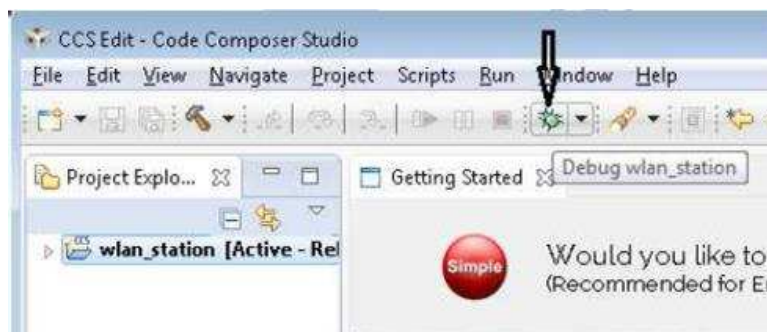 CCS Edit - Code Composer Studio
File Edit View Navigate Project Scripts Run Window Help
Project Explo...
Getting Started
Debug wlan_station
wlan_station [Active - Rel
Simple
Would you like to
(Recommended for E